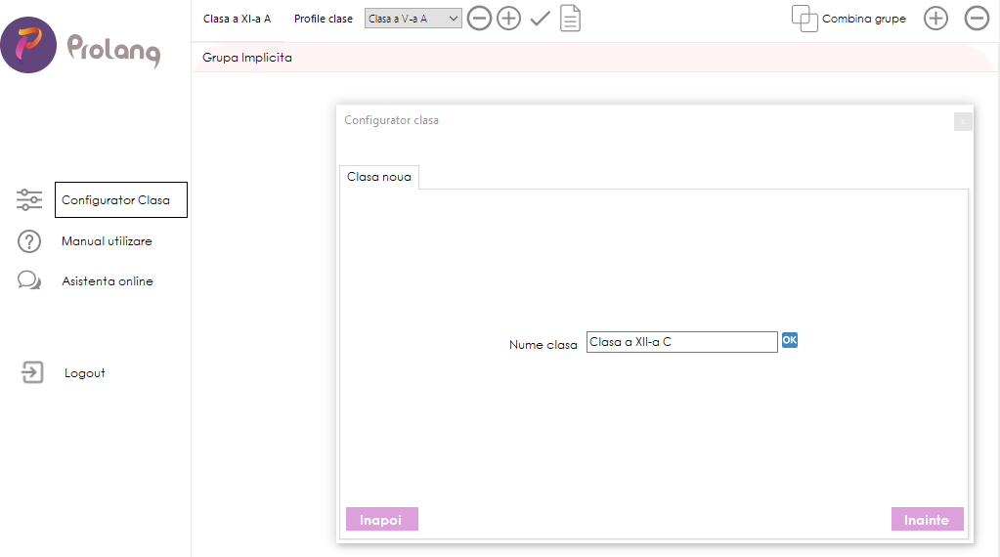 Prolang
Clasa a XI-a A
Profile clase
Clasa a V-a A
Combina grupe
Grupa Implicita
Configurator Clasa
Manual utilizare
Asistenta online
Logout
Configurator clasa
x
Clasa noua
Nume clasa
Clasa a XII-a C
OK
Inapoi
Inainte